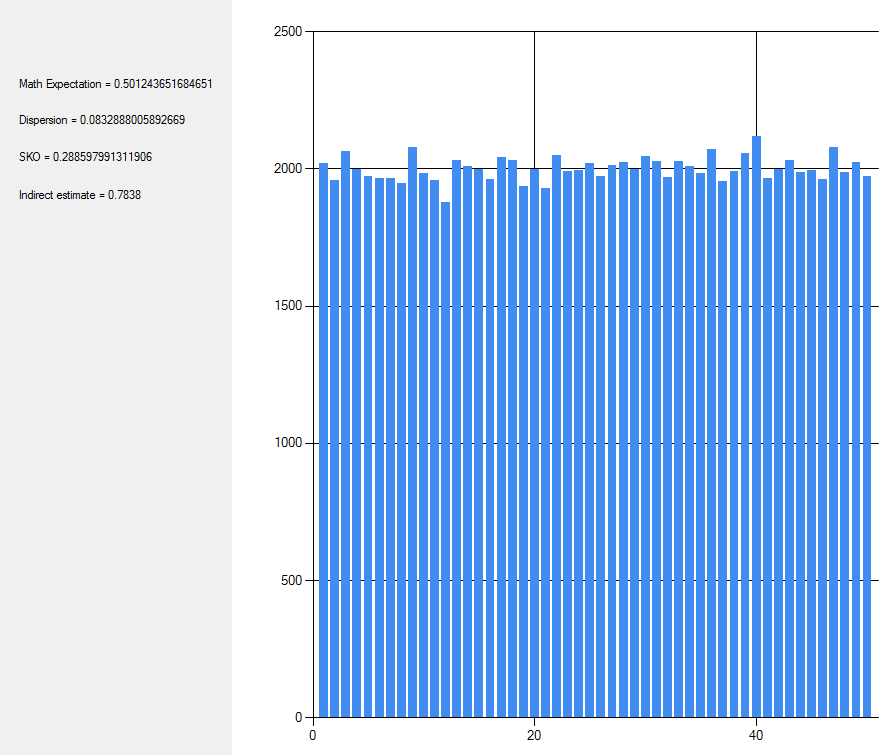 Math Expectation = 0.501243651684651
Dispersion = 0.0832888005892669
SKO = 0.288597991311906
Indirect estimate = 0.7838
2500
2000
1500
1000
500
0
0 20 40